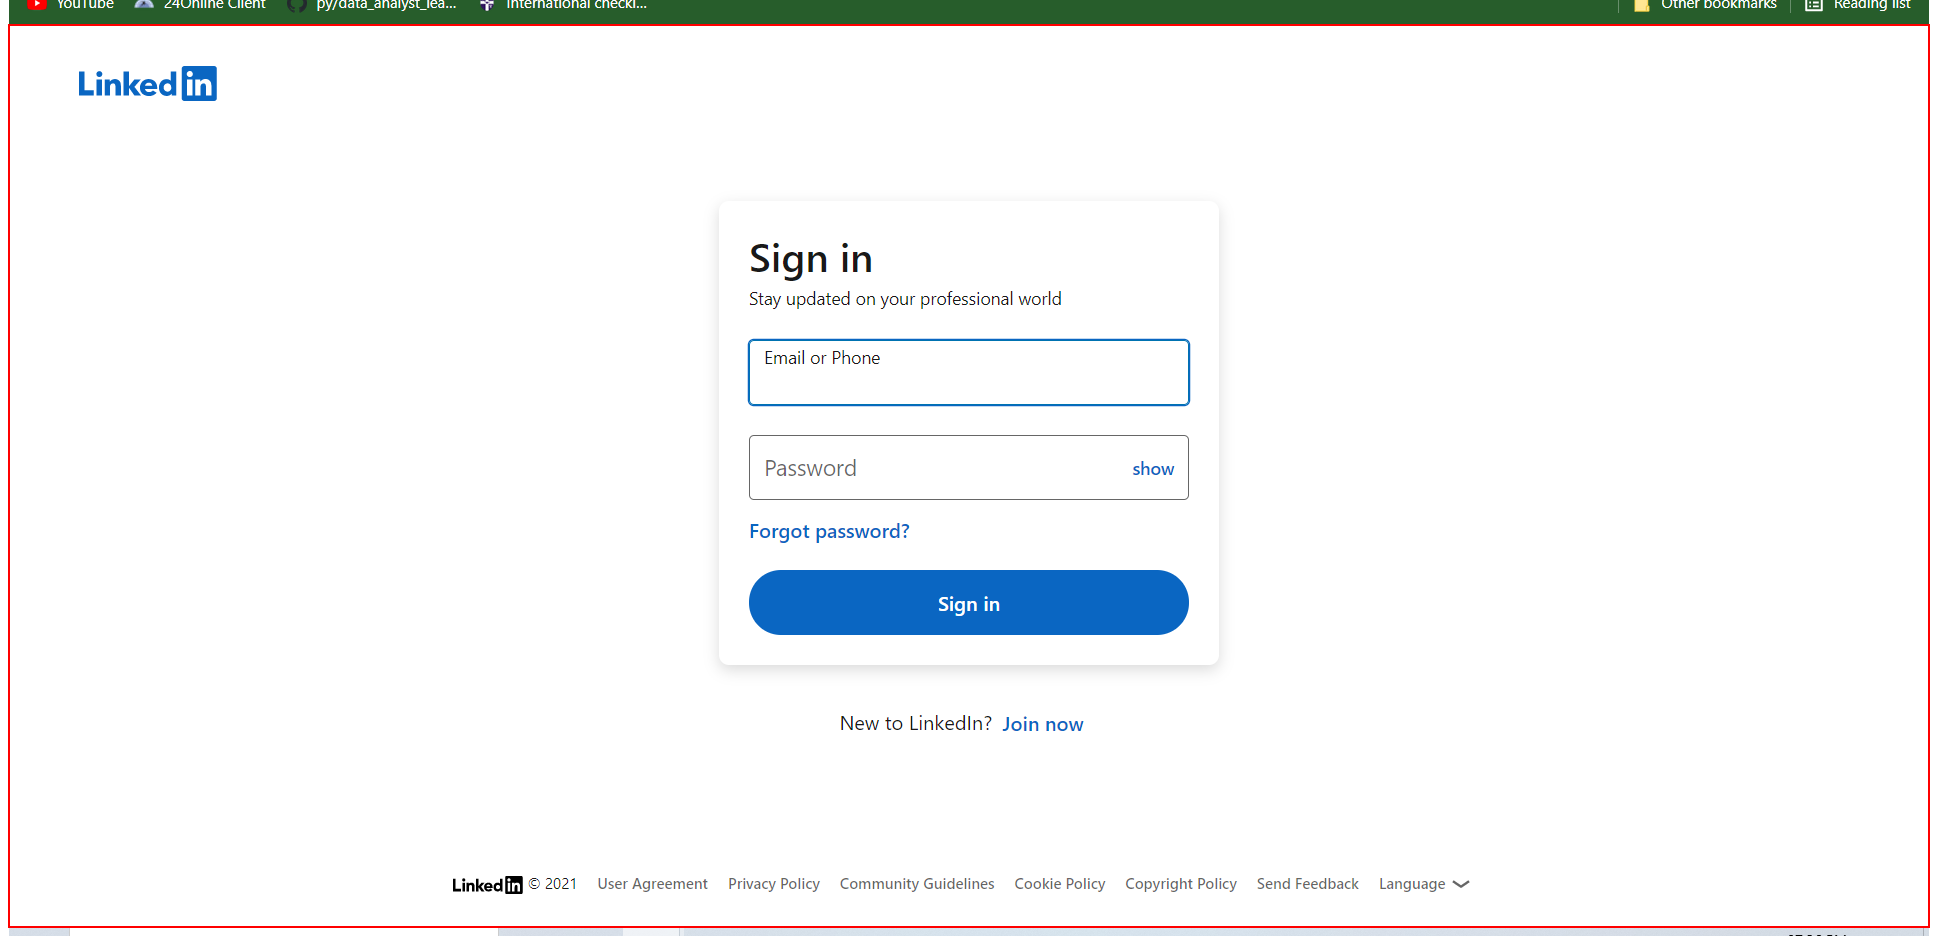 YouTube 24Online Client py/data_analyst_lea... International checkl... Other bookmarks Reading list
Linked in
Sign in
Stay updated on your professional world
Email or Phone
Password show
Forgot password?
Sign in
New to LinkedIn? Join now
Linked in © 2021 User Agreement Privacy Policy Community Guidelines Cookie Policy Copyright Policy Send Feedback Language